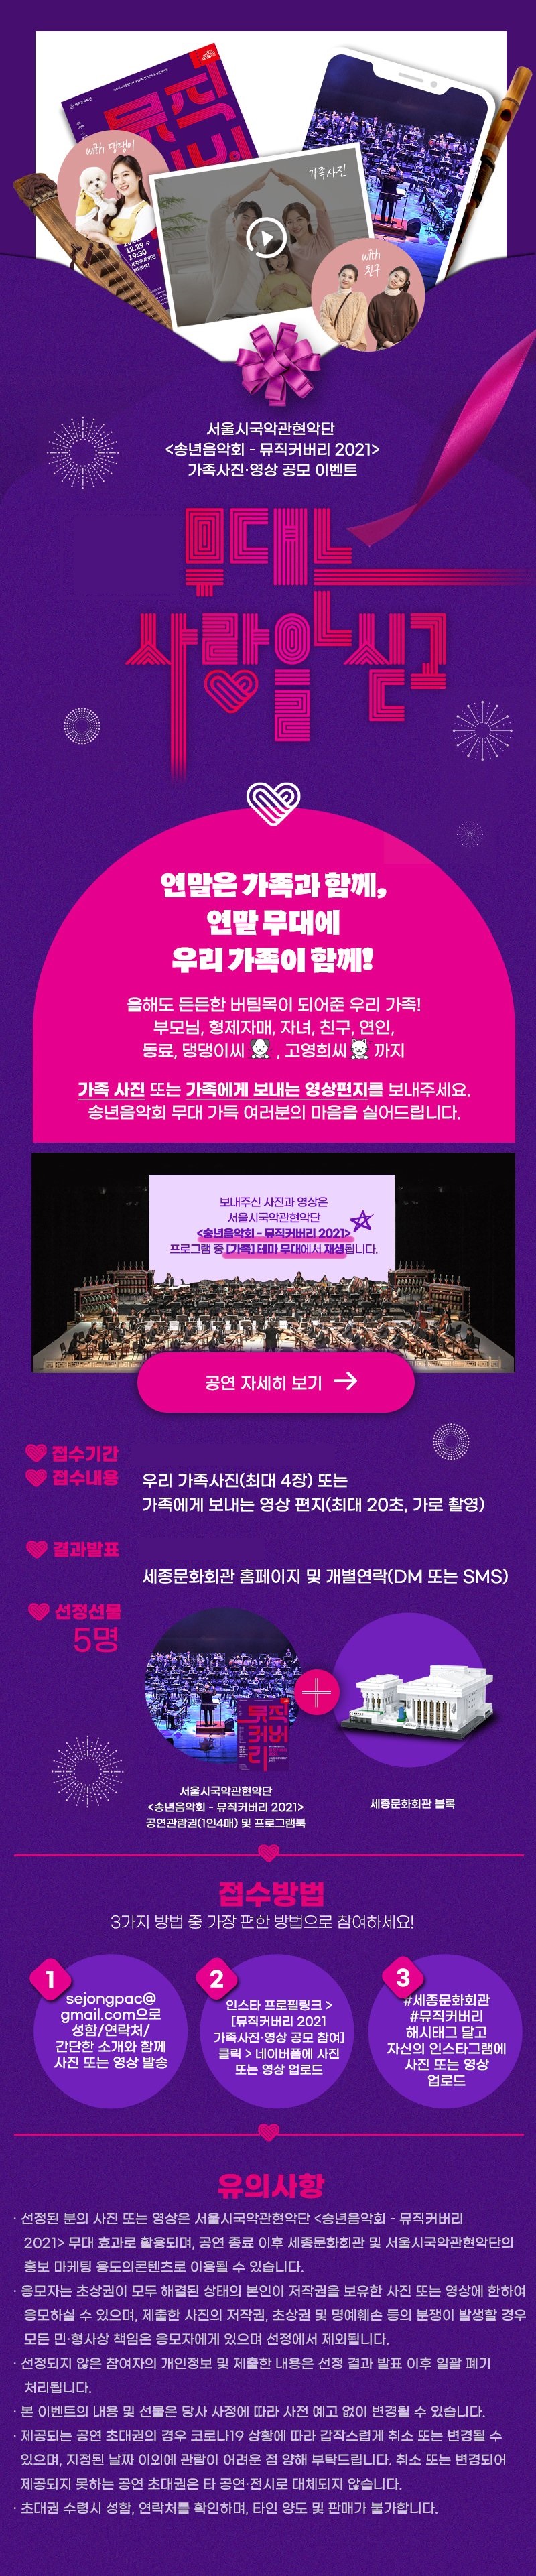 with 댕댕이
가족사진
12.29 수
19:30
with
친구
서울시국악관현악단
<송년음악회 - 뮤직커버리 2021>
가족사진·영상 공모 이벤트
무대는
사랑을 싣고
연말은 가족과 함께,
연말 무대에
우리 가족이 함께!
올해도 든든한 버팀목이 되어준 우리 가족!
부모님, 형제자매, 자녀, 친구, 연인,
동료, 댕댕이씨 , 고영희씨 까지
가족 사진 또는 가족에게 보내는 영상편지를 보내주세요.
송년음악회 무대 가득 여러분의 마음을 실어드립니다.
보내주신 사진과 영상은
서울시국악관현악단
<송년음악회 - 뮤직커버리 2021>
프로그램 중 [가족] 테마 무대에서 재생됩니다.
공연 자세히 보기 →
접수기간
접수내용
우리 가족사진(최대 4장) 또는
가족에게 보내는 영상 편지(최대 20초, 가로 촬영)
결과발표
세종문화회관 홈페이지 및 개별연락(DM 또는 SMS)
선정선물
5명
뮤직
커버
리
서울시국악관현악단
<송년음악회 - 뮤직커버리 2021>
공연관람권(1인4매) 및 프로그램북
세종문화회관 블록
접수방법
3가지 방법 중 가장 편한 방법으로 참여하세요!
1
sejongpac@
gmail.com으로
성함/연락처/
간단한 소개와 함께
사진 또는 영상 발송
2
인스타 프로필링크 >
[뮤직커버리 2021
가족사진·영상 공모 참여]
클릭 > 네이버폼에 사진
또는 영상 업로드
3
#세종문화회관
#뮤직커버리
해시태그 달고
자신의 인스타그램에
사진 또는 영상
업로드
유의사항
· 선정된 분의 사진 또는 영상은 서울시국악관현악단 <송년음악회 - 뮤직커버리
2021> 무대 효과로 활용되며, 공연 종료 이후 세종문화회관 및 서울시국악관현악단의
홍보 마케팅 용도의콘텐츠로 이용될 수 있습니다.
· 응모자는 초상권이 모두 해결된 상태의 본인이 저작권을 보유한 사진 또는 영상에 한하여
응모하실 수 있으며, 제출한 사진의 저작권, 초상권 및 명예훼손 등의 분쟁이 발생할 경우
모든 민·형사상 책임은 응모자에게 있으며 선정에서 제외됩니다.
· 선정되지 않은 참여자의 개인정보 및 제출한 내용은 선정 결과 발표 이후 일괄 폐기
처리됩니다.
· 본 이벤트의 내용 및 선물은 당사 사정에 따라 사전 예고 없이 변경될 수 있습니다.
· 제공되는 공연 초대권의 경우 코로나19 상황에 따라 갑작스럽게 취소 또는 변경될 수
있으며, 지정된 날짜 이외에 관람이 어려운 점 양해 부탁드립니다. 취소 또는 변경되어
제공되지 못하는 공연 초대권은 타 공연·전시로 대체되지 않습니다.
· 초대권 수령시 성함, 연락처를 확인하며, 타인 양도 및 판매가 불가합니다.